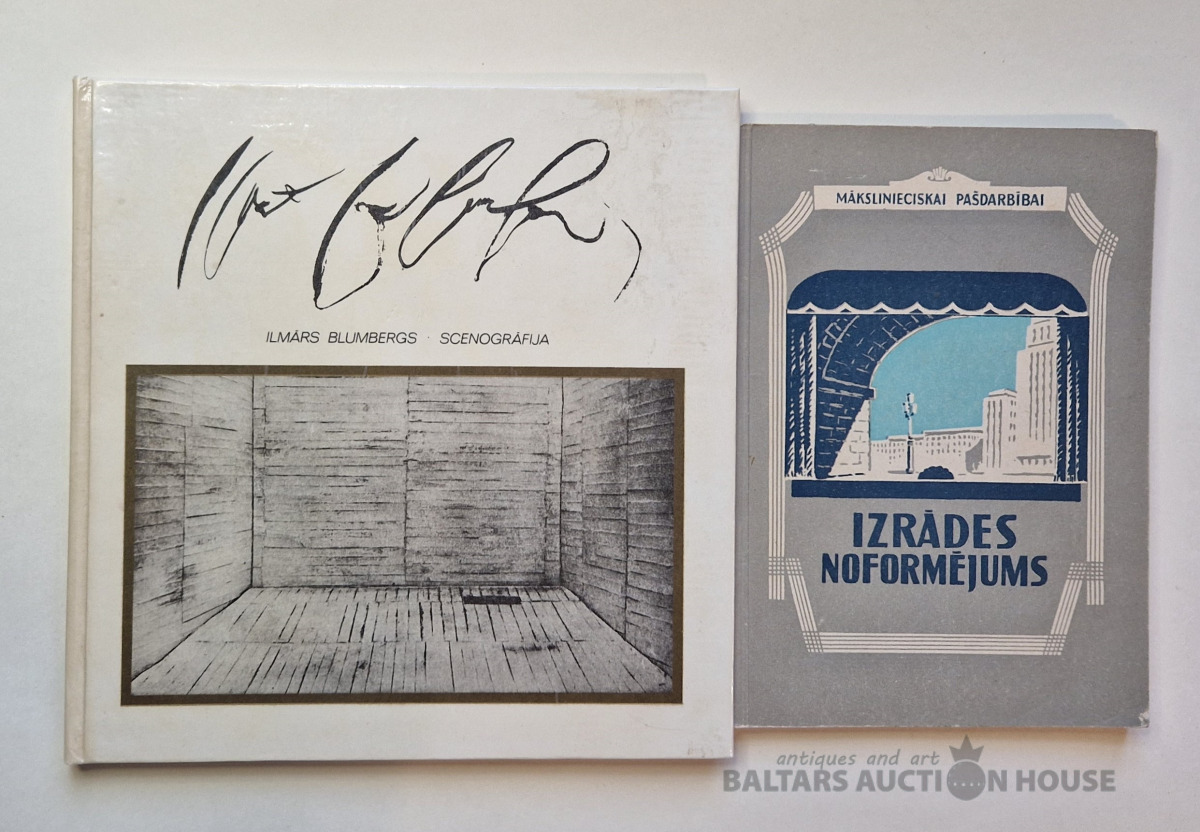 ILMĀRS BLUMBERGS · SCENOGRĀFIJA
MĀKSLINIECISKAI PAŠDARBĪBAI
IZRĀDES
NOFORMĒJUMS
antiques and art
BALTARS AUCTION HOUSE